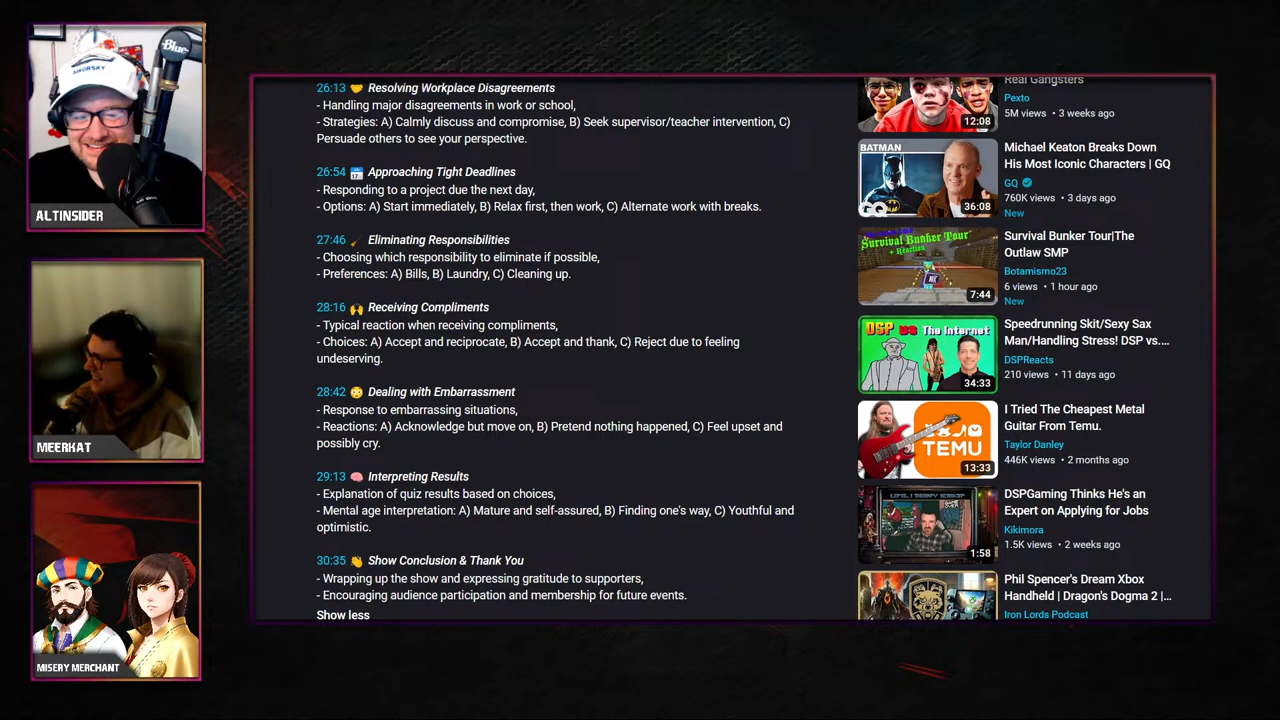 Blue
SIKORSKY
ALTINSIDER
MEERKAT
MISERY MERCHANT
26:13 🤝 Resolving Workplace Disagreements
- Handling major disagreements in work or school,
- Strategies: A) Calmly discuss and compromise, B) Seek supervisor/teacher intervention, C)
Persuade others to see your perspective.
26:54 📅 Approaching Tight Deadlines
- Responding to a project due the next day,
- Options: A) Start immediately, B) Relax first, then work, C) Alternate work with breaks.
27:46 🧹 Eliminating Responsibilities
- Choosing which responsibility to eliminate if possible,
- Preferences: A) Bills, B) Laundry, C) Cleaning up.
28:16 🙌 Receiving Compliments
- Typical reaction when receiving compliments,
- Choices: A) Accept and reciprocate, B) Accept and thank, C) Reject due to feeling
undeserving.
28:42 😳 Dealing with Embarrassment
- Response to embarrassing situations,
- Reactions: A) Acknowledge but move on, B) Pretend nothing happened, C) Feel upset and
possibly cry.
29:13 🧠 Interpreting Results
- Explanation of quiz results based on choices,
- Mental age interpretation: A) Mature and self-assured, B) Finding one's way, C) Youthful and
optimistic.
30:35 👏 Show Conclusion & Thank You
- Wrapping up the show and expressing gratitude to supporters,
- Encouraging audience participation and membership for future events.
Show less
12:08
Real Gangsters
Pexto
5M views • 3 weeks ago
BATMAN
GQ
36:08
Michael Keaton Breaks Down
His Most Iconic Characters | GQ
GQ
760K views • 3 days ago
New
Survival Bunker Tour
+ Reaction
7:44
Survival Bunker Tour|The
Outlaw SMP
Botamismo23
6 views • 1 hour ago
New
DSP vs The Internet
34:33
Speedrunning Skit/Sexy Sax
Man/Handling Stress! DSP vs....
DSPReacts
210 views • 11 days ago
TEMU
13:33
I Tried The Cheapest Metal
Guitar From Temu.
Taylor Danley
446K views • 2 months ago
1:58
DSPGaming Thinks He's an
Expert on Applying for Jobs
Kikimora
1.5K views • 2 weeks ago
Phil Spencer's Dream Xbox
Handheld | Dragon's Dogma 2 |...
Iron Lords Podcast